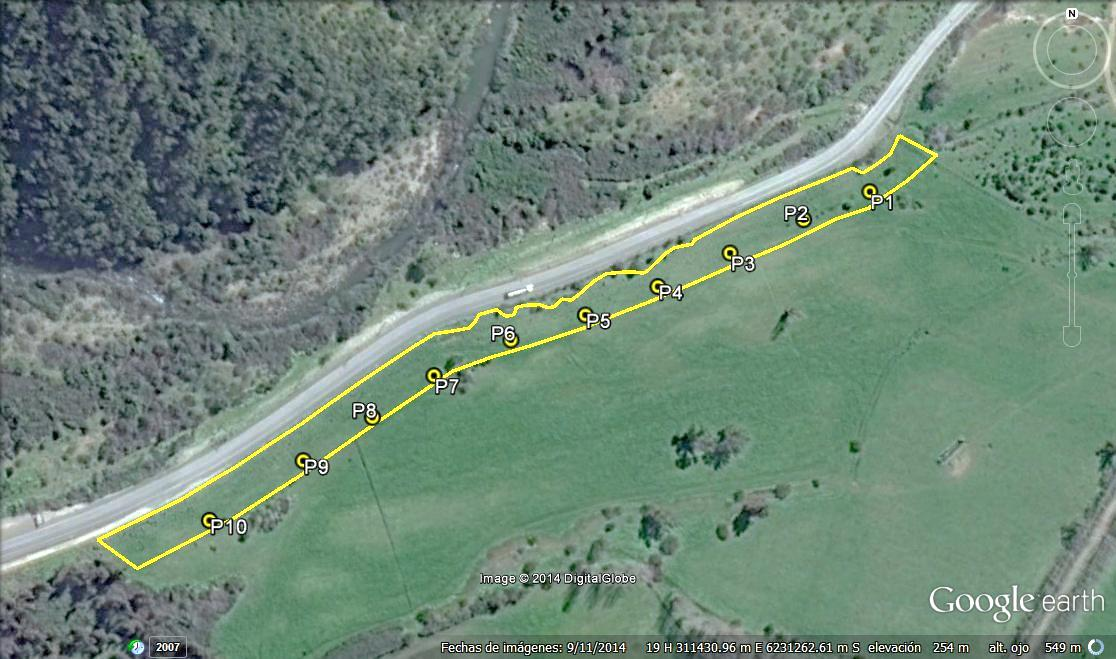 N
P1
P2
P3
P4
P5
P6
P7
P8
P9
P10
Image © 2014 DigitalGlobe
Google earth
2007
Fechas de imágenes: 9/11/2014 19 H 311430.96 m E 6231262.61 m S elevación 254 m alt. ojo 549 m